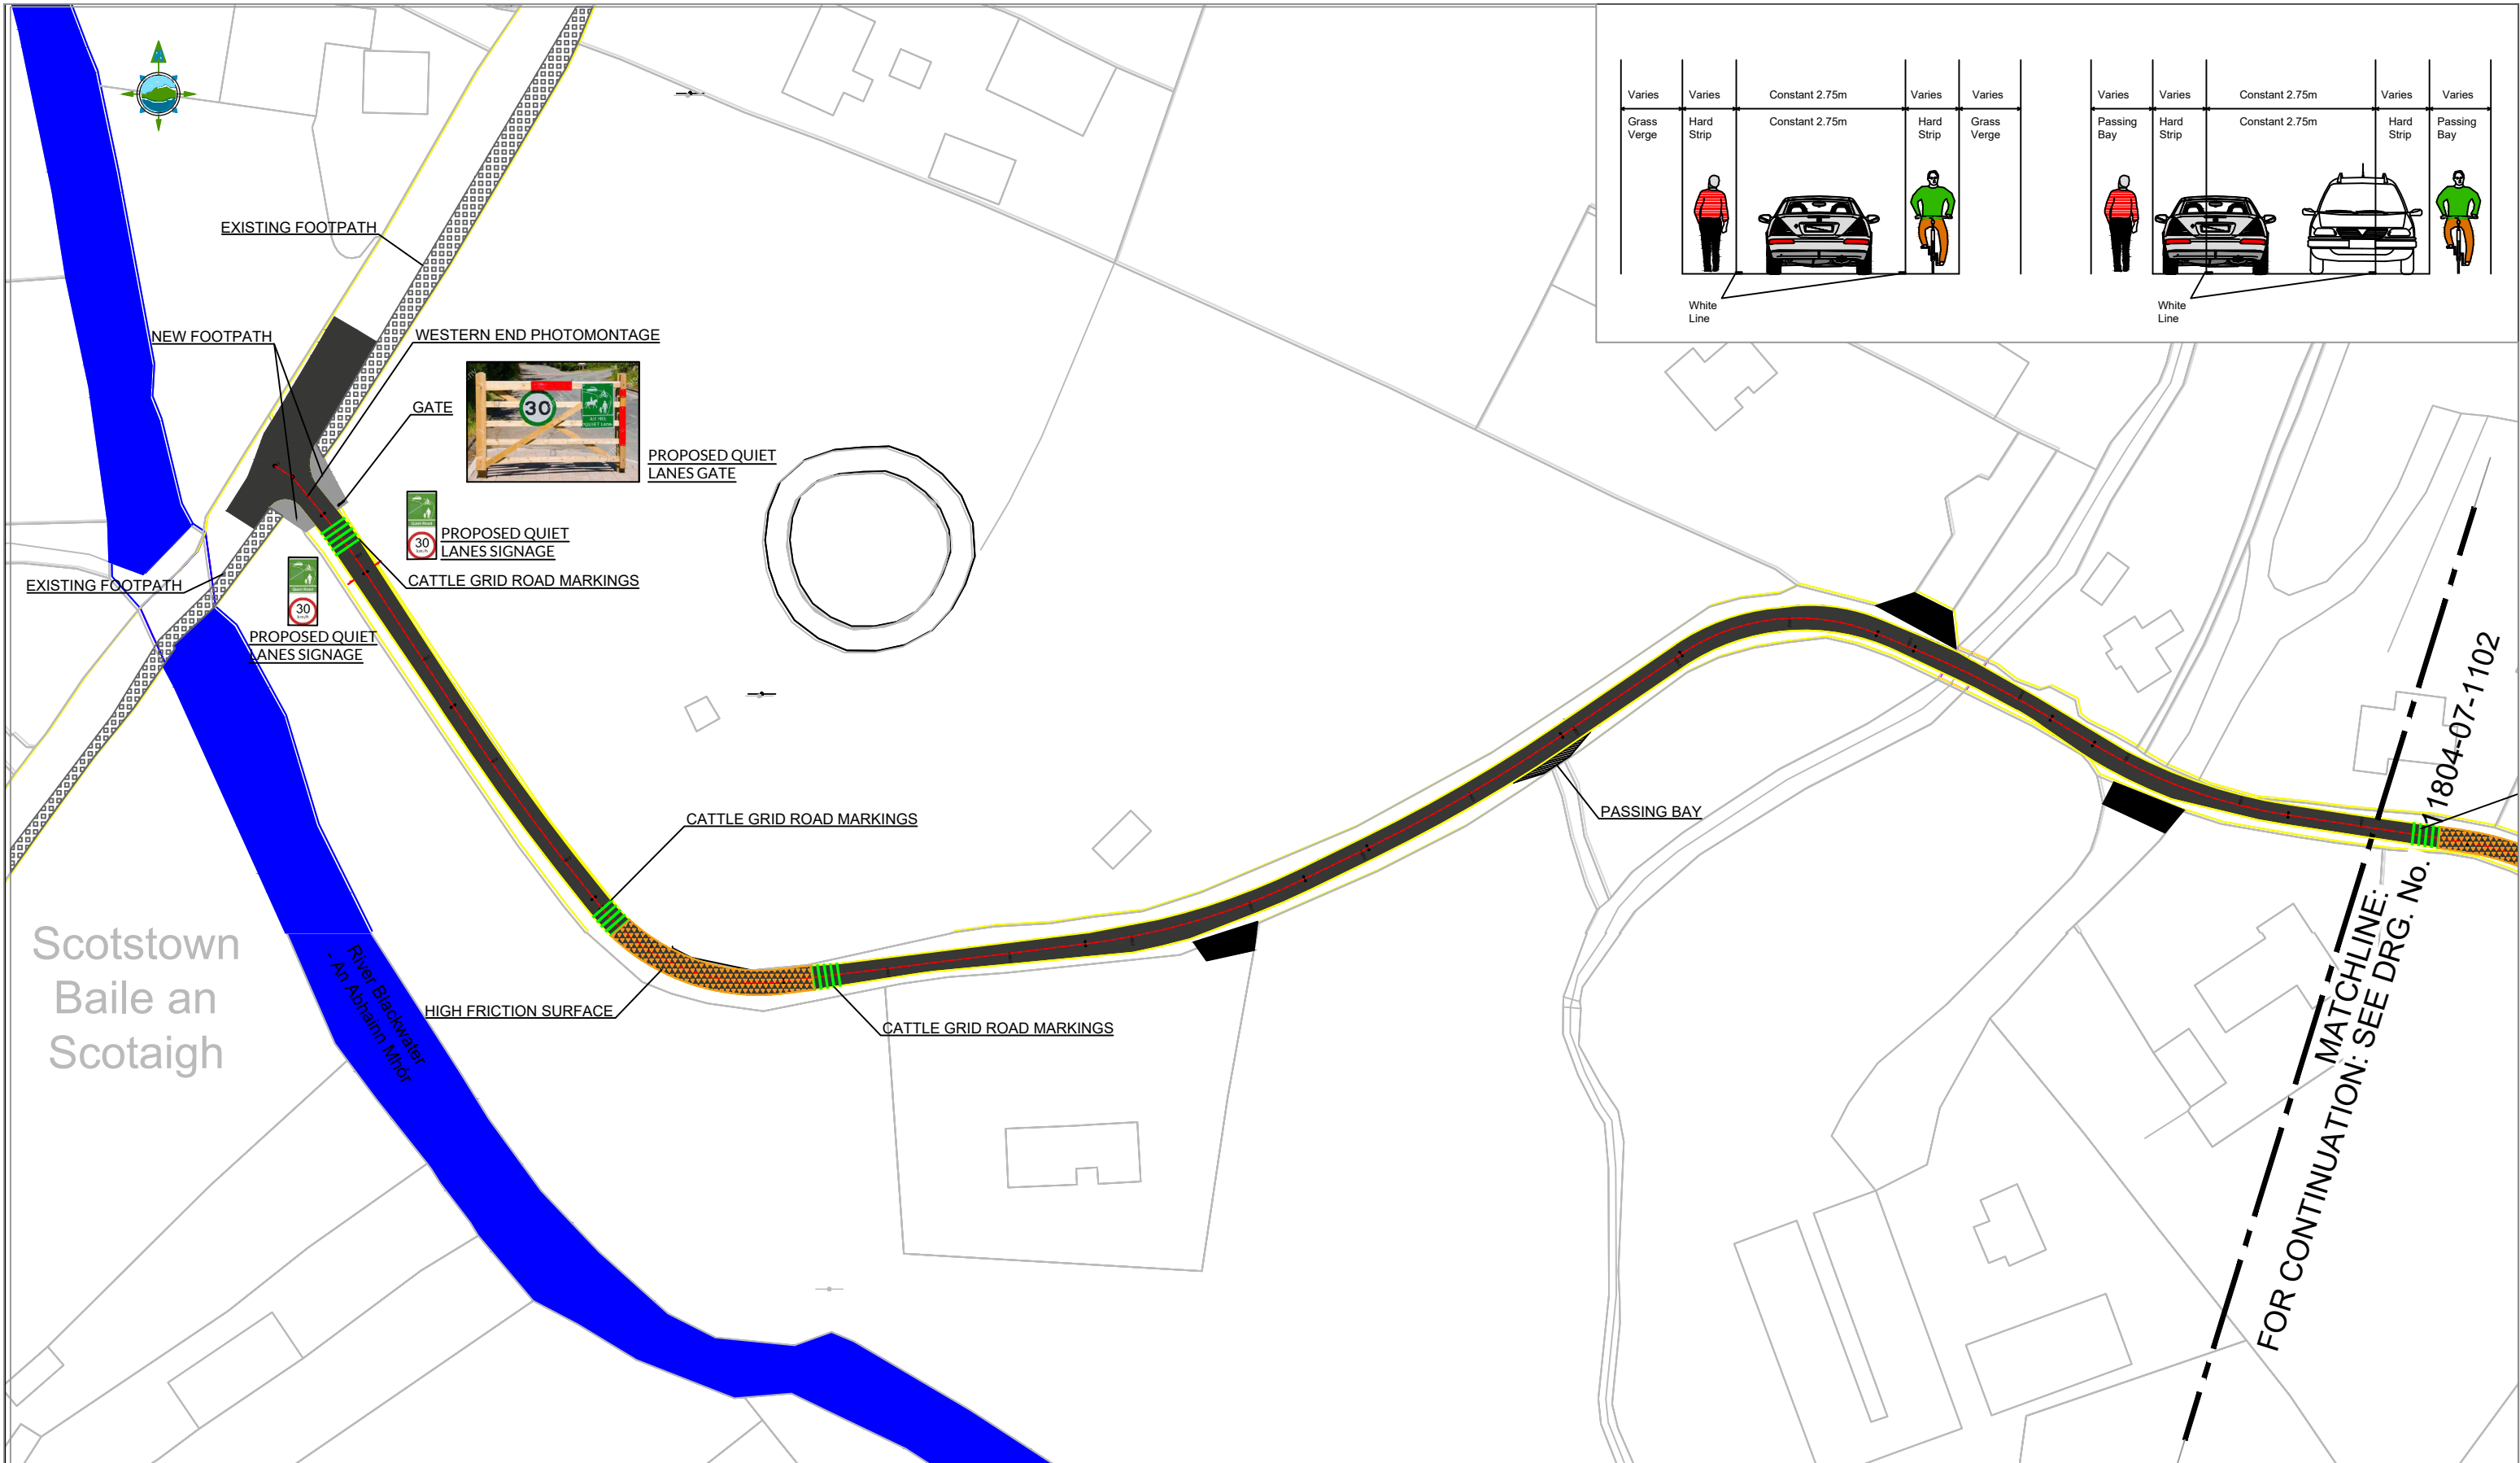 Varies
Varies
Constant 2.75m
Varies
Varies
Grass
Verge
Hard
Strip
Constant 2.75m
Hard
Strip
Grass
Verge
White
Line
Varies
Varies
Constant 2.75m
Varies
Varies
Passing
Bay
Hard
Strip
Constant 2.75m
Hard
Strip
Passing
Bay
White
Line
EXISTING FOOTPATH
NEW FOOTPATH
WESTERN END PHOTOMONTAGE
GATE
30
PROPOSED QUIET
LANES GATE
30
km/h
PROPOSED QUIET
LANES SIGNAGE
CATTLE GRID ROAD MARKINGS
EXISTING FOOTPATH
30
km/h
PROPOSED QUIET
LANES SIGNAGE
CATTLE GRID ROAD MARKINGS
PASSING BAY
HIGH FRICTION SURFACE
CATTLE GRID ROAD MARKINGS
Scotstown
Baile an
Scotaigh
River Blackwater
- An Abhainn Mhór
MATCHLINE:
FOR CONTINUATION: SEE DRG. No. 11804-07-1102